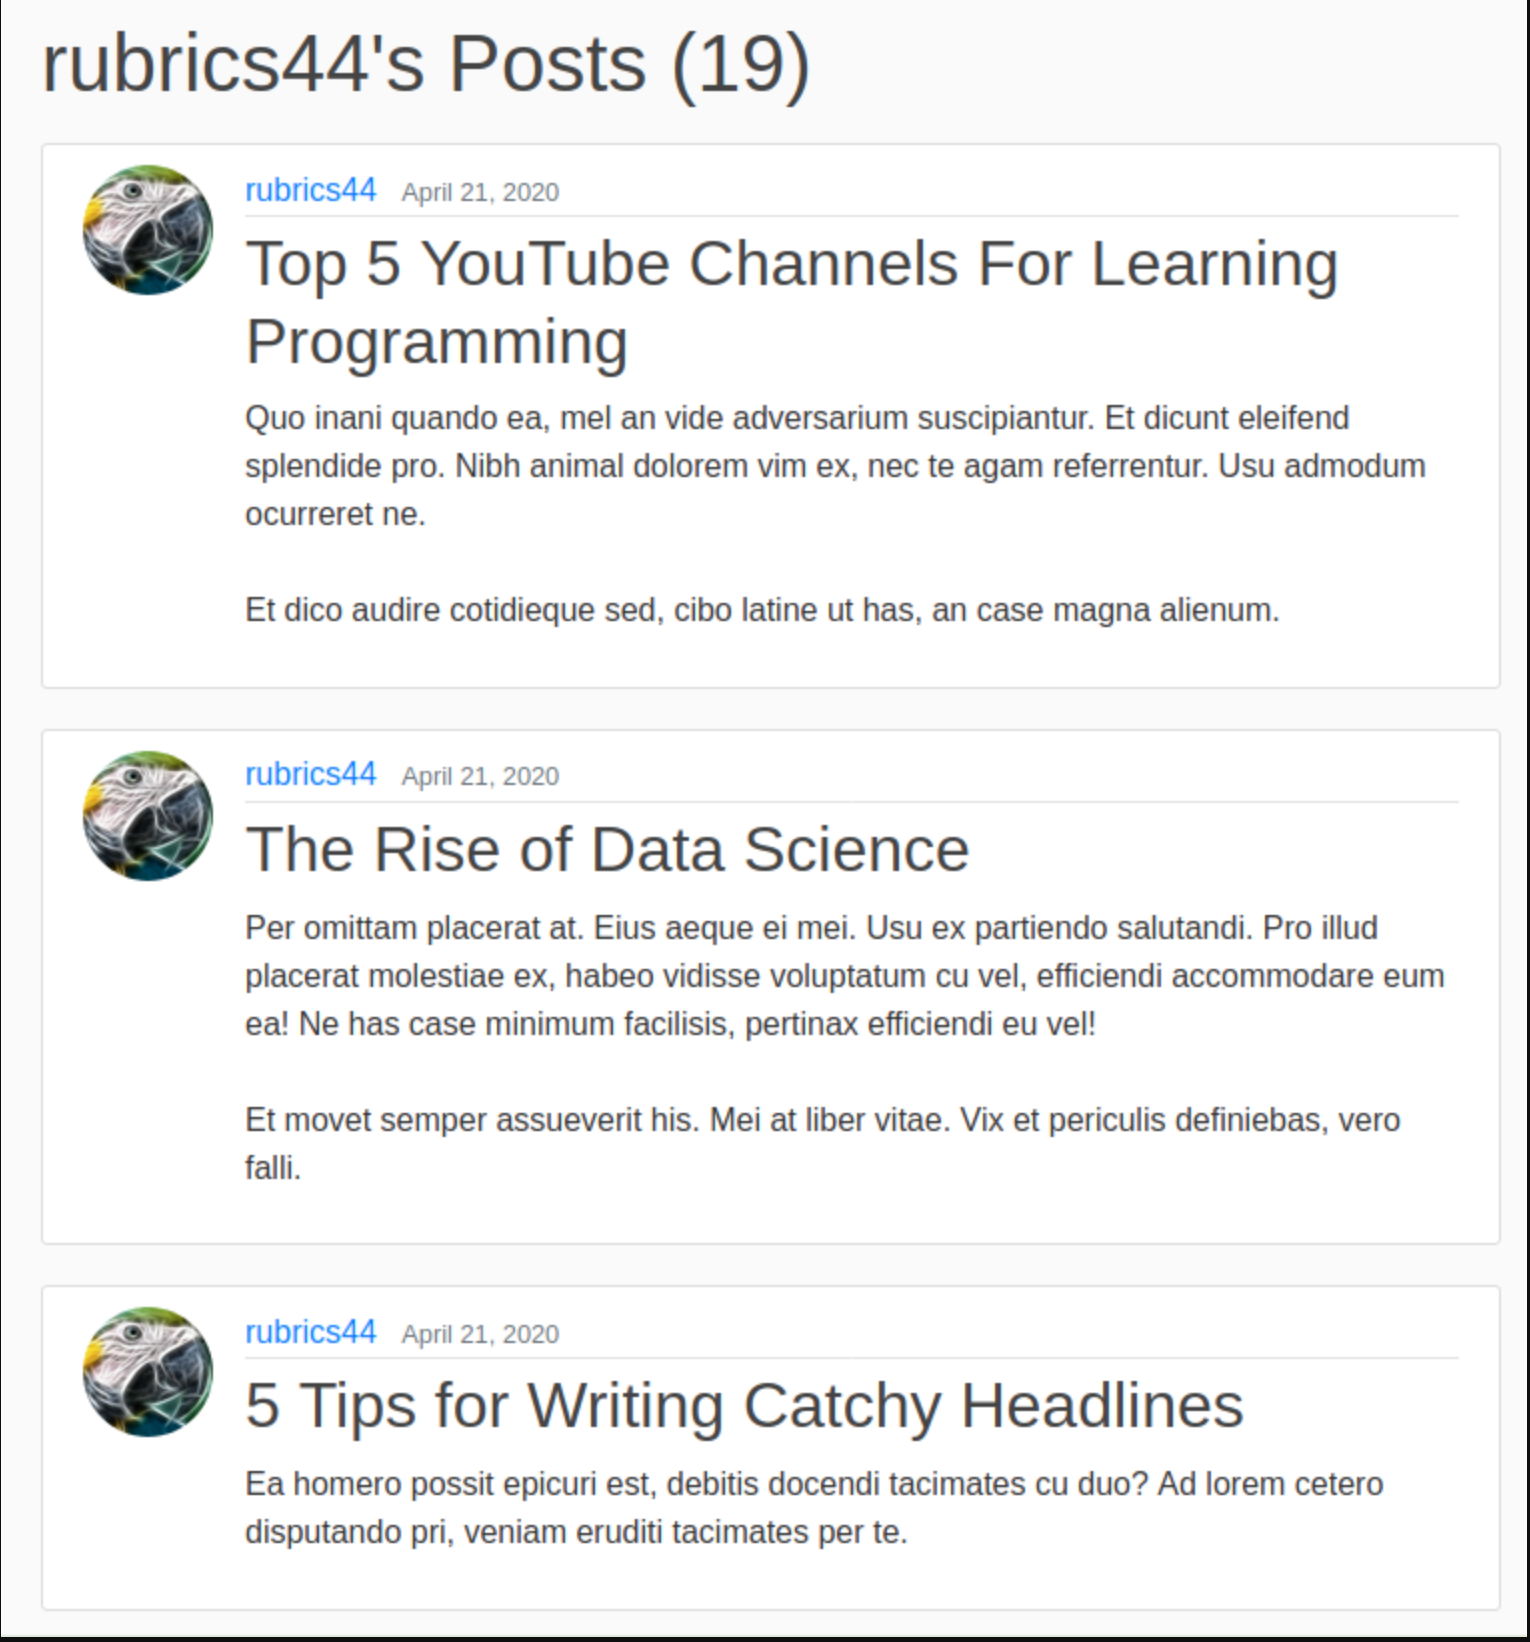 rubrics44's Posts (19)
rubrics44 April 21, 2020
Top 5 YouTube Channels For Learning
Programming
Quo inani quando ea, mel an vide adversarium suscipiantur. Et dicunt eleifend
splendide pro. Nibh animal dolorem vim ex, nec te agam referrentur. Usu admodum
ocurreret ne.
Et dico audire cotidieque sed, cibo latine ut has, an case magna alienum.
rubrics44 April 21, 2020
The Rise of Data Science
Per omittam placerat at. Eius aeque ei mei. Usu ex partiendo salutandi. Pro illud
placerat molestiae ex, habeo vidisse voluptatum cu vel, efficiendi accommodare eum
ea! Ne has case minimum facilisis, pertinax efficiendi eu vel!
Et movet semper assueverit his. Mei at liber vitae. Vix et periculis definiebas, vero
falli.
rubrics44 April 21, 2020
5 Tips for Writing Catchy Headlines
Ea homero possit epicuri est, debitis docendi tacimates cu duo? Ad lorem cetero
disputando pri, veniam eruditi tacimates per te.